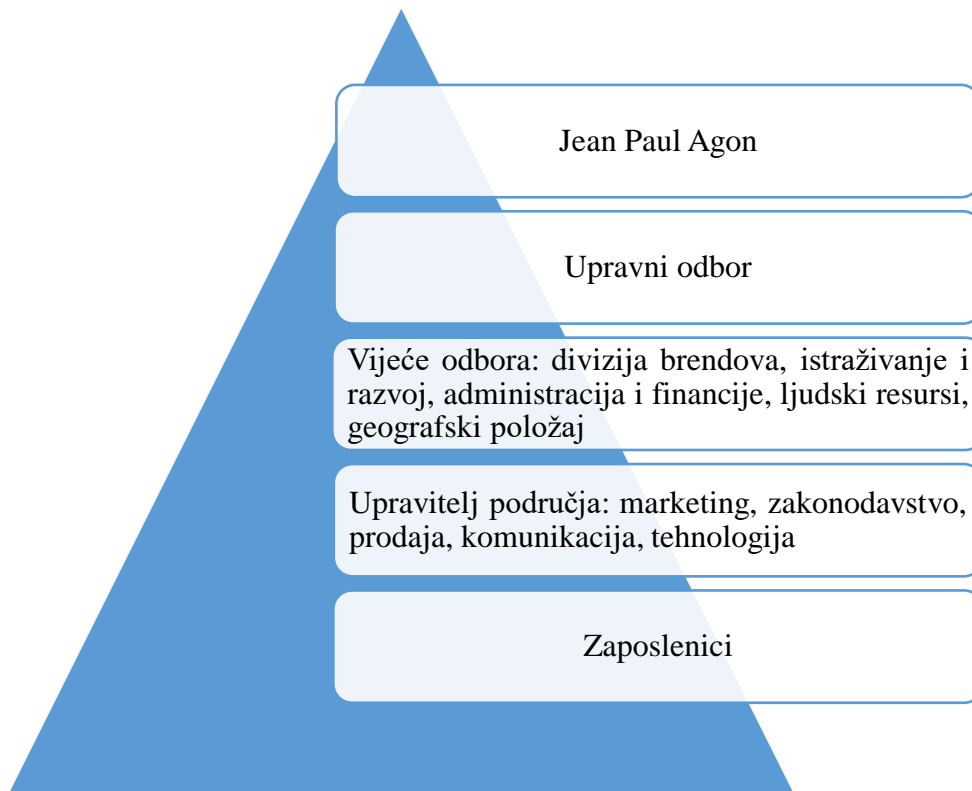 Jean Paul Agon
Upravni odbor
Vijeće odbora: divizija brendova, istraživanje i
razvoj, administracija i financije, ljudski resursi,
geografski položaj
Upravitelj područja: marketing, zakonodavstvo,
prodaja, komunikacija, tehnologija
Zaposlenici